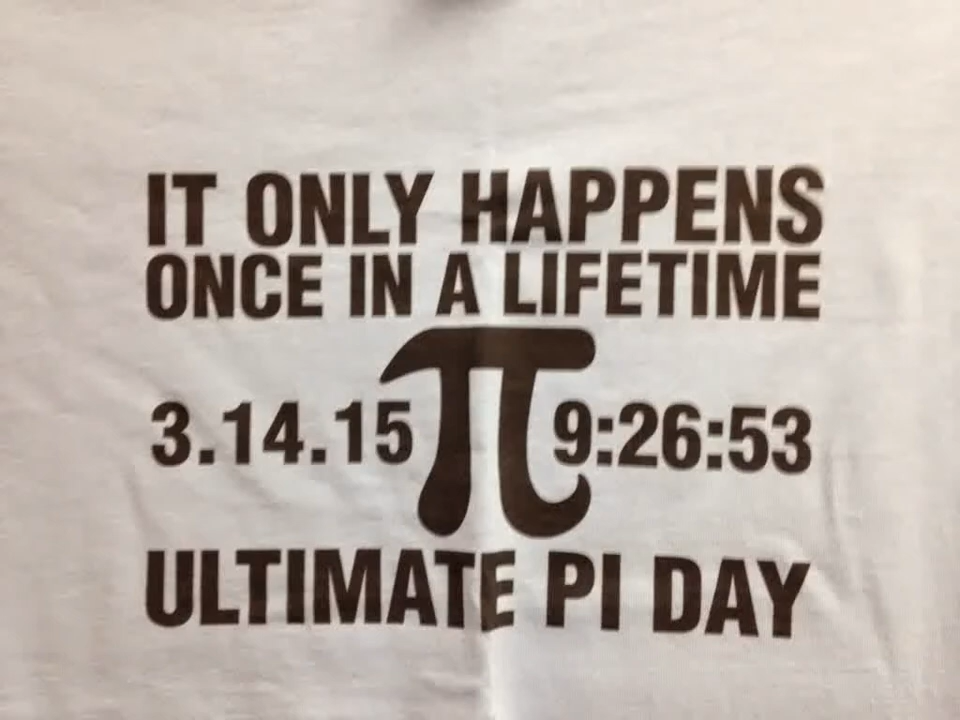 IT ONLY HAPPENS
ONCE IN A LIFETIME
3.14.15 π 9:26:53
ULTIMATE PI DAY